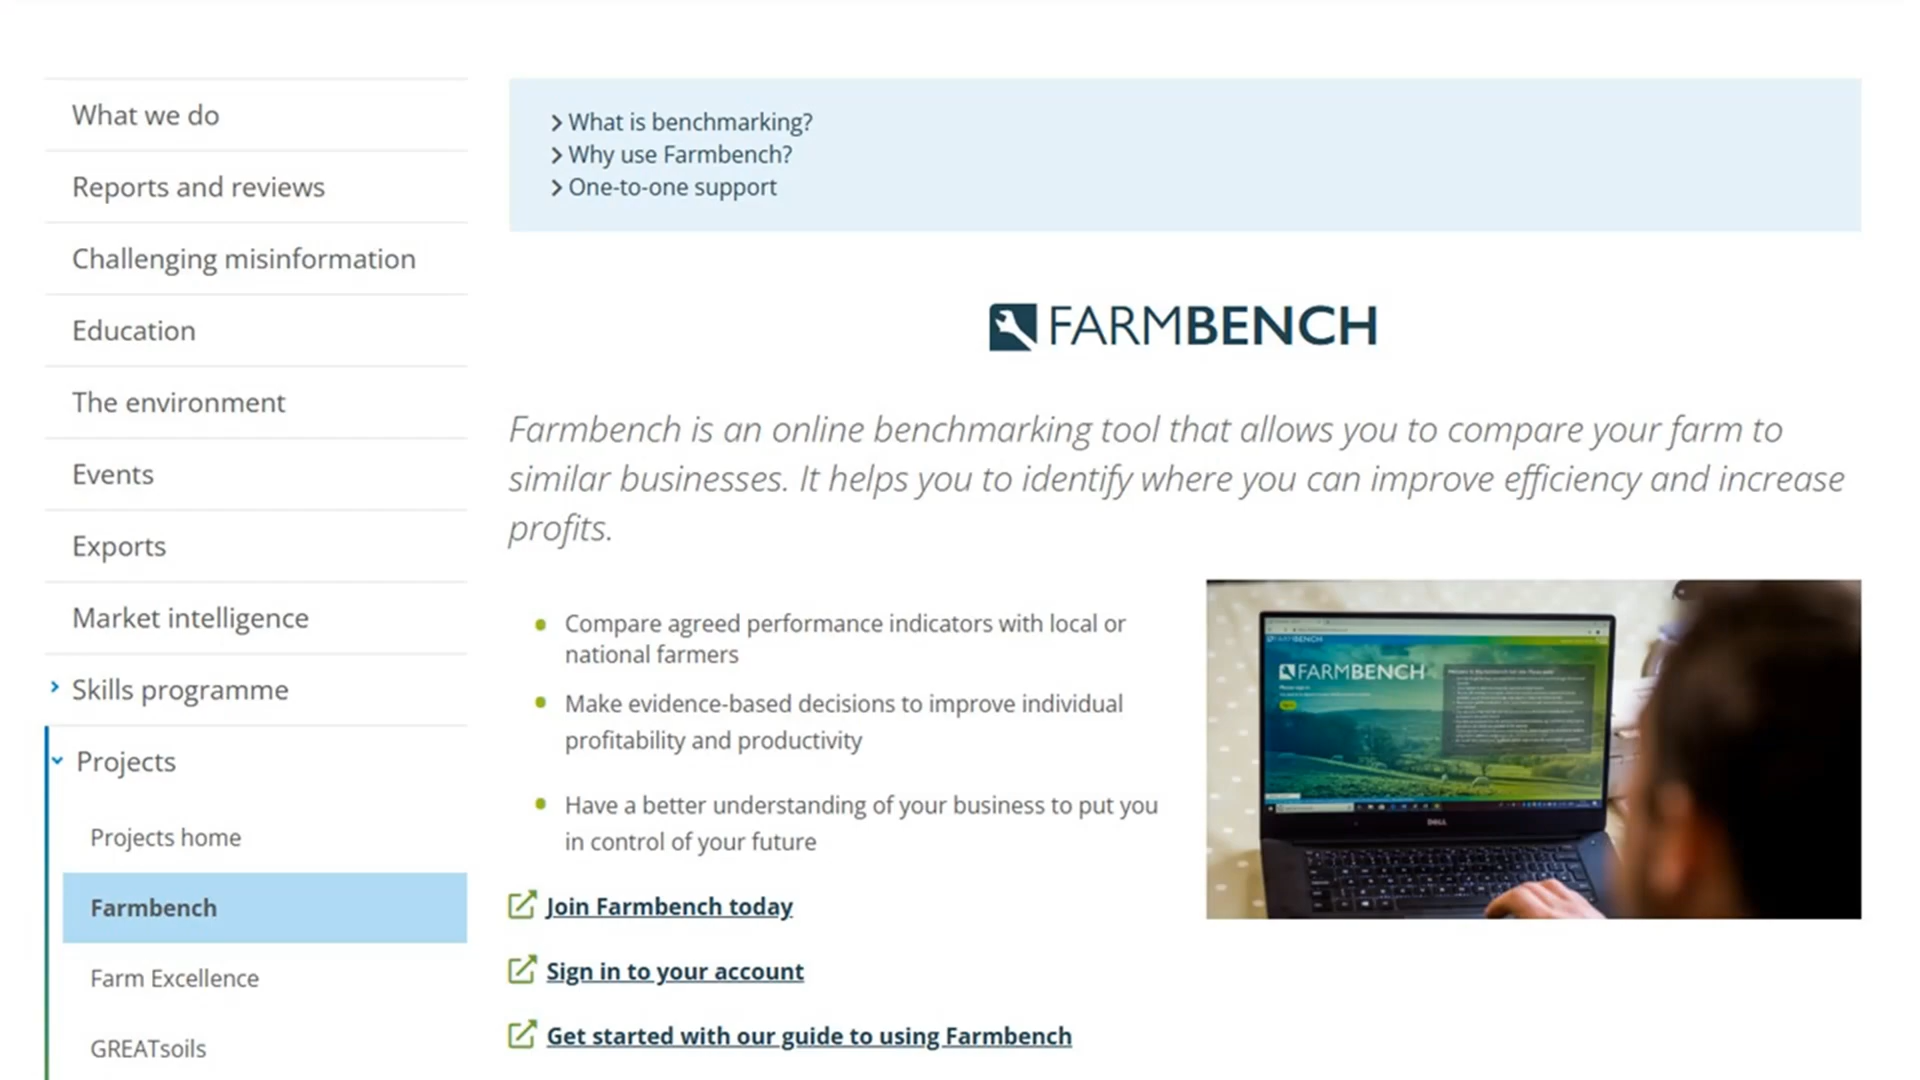 What we do
Reports and reviews
Challenging misinformation
Education
The environment
Events
Exports
Market intelligence
Skills programme
Projects
Projects home
Farmbench
Farm Excellence
GREATsoils
What is benchmarking?
Why use Farmbench?
One-to-one support
FARMBENCH
Farmbench is an online benchmarking tool that allows you to compare your farm to
similar businesses. It helps you to identify where you can improve efficiency and increase
profits.
Compare agreed performance indicators with local or
national farmers
Make evidence-based decisions to improve individual
profitability and productivity
Have a better understanding of your business to put you
in control of your future
Join Farmbench today
Sign in to your account
Get started with our guide to using Farmbench
FARMBENCH
FARMBENCH
DELL